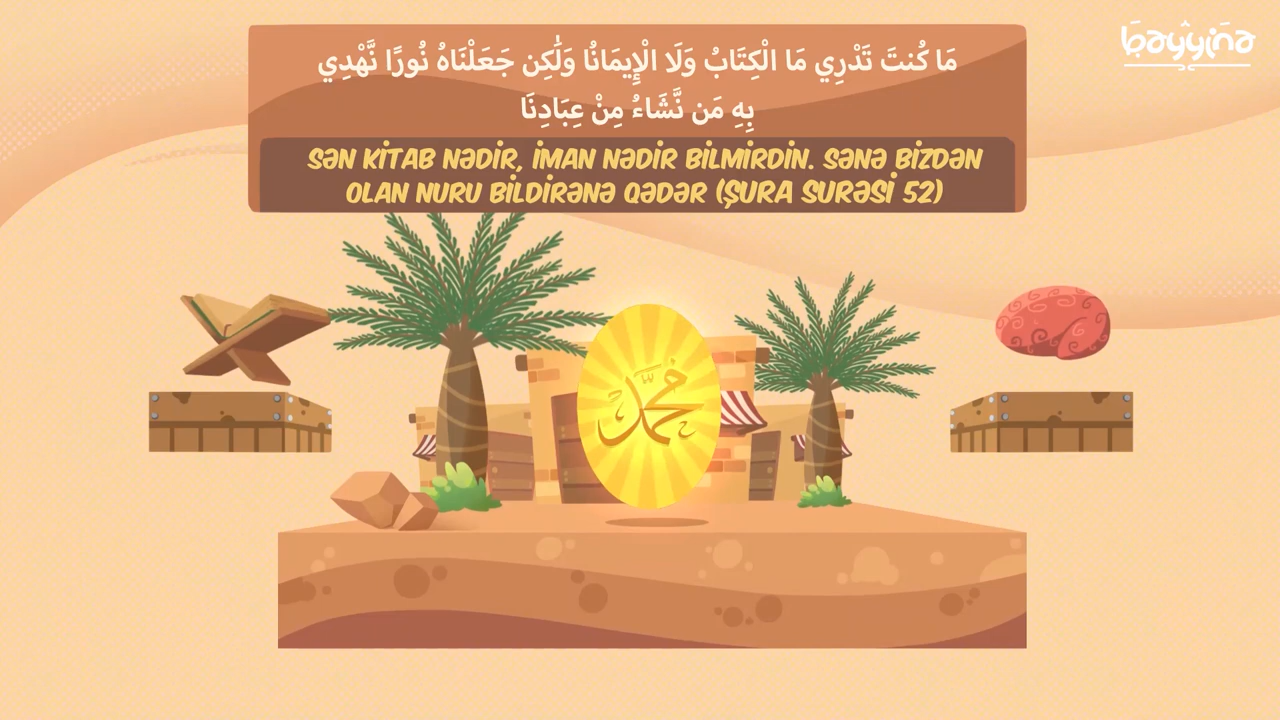 مَا كُنتَ تَدْرِي مَا الْكِتَابُ وَلَا الْإِيمَانُا وَلَٰكِن جَعَلْنَاهُ نُورًا نَّهْدِي
بِهِ مَن نَّشَاءُ مِنْ عِبَادِنَا
SƏN KİTAB NƏDİR, İMAN NƏDİR BİLMİRDİN. SƏNƏ BİZDƏN
OLAN NURU BİLDİRƏNƏ QƏDƏR (ŞURA SURƏSİ 52)
محمد
bayyina